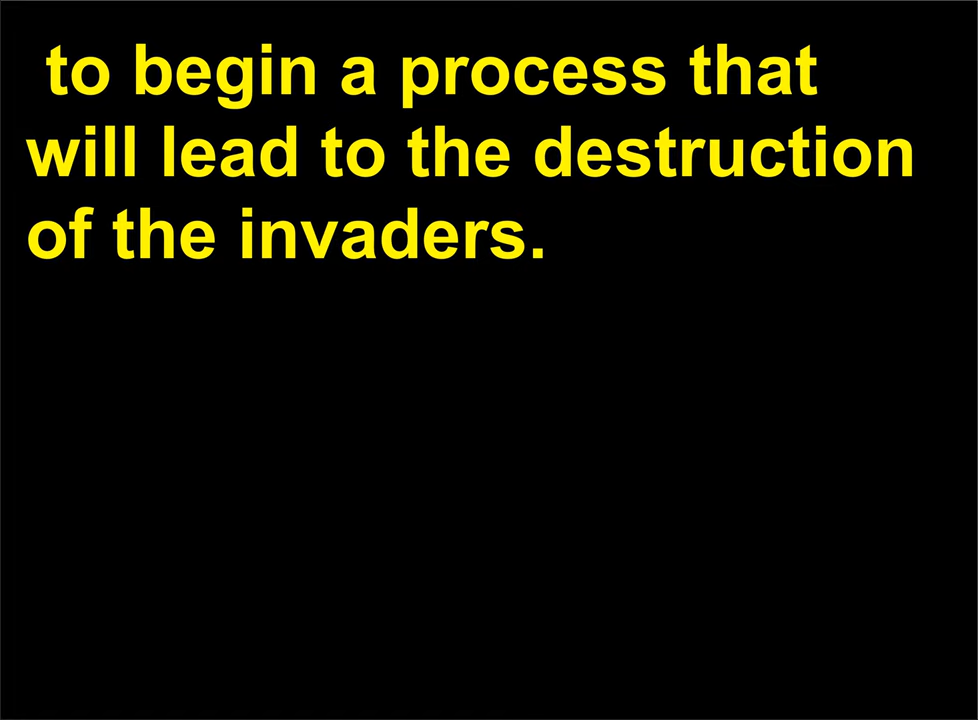 to begin a process that
will lead to the destruction
of the invaders.